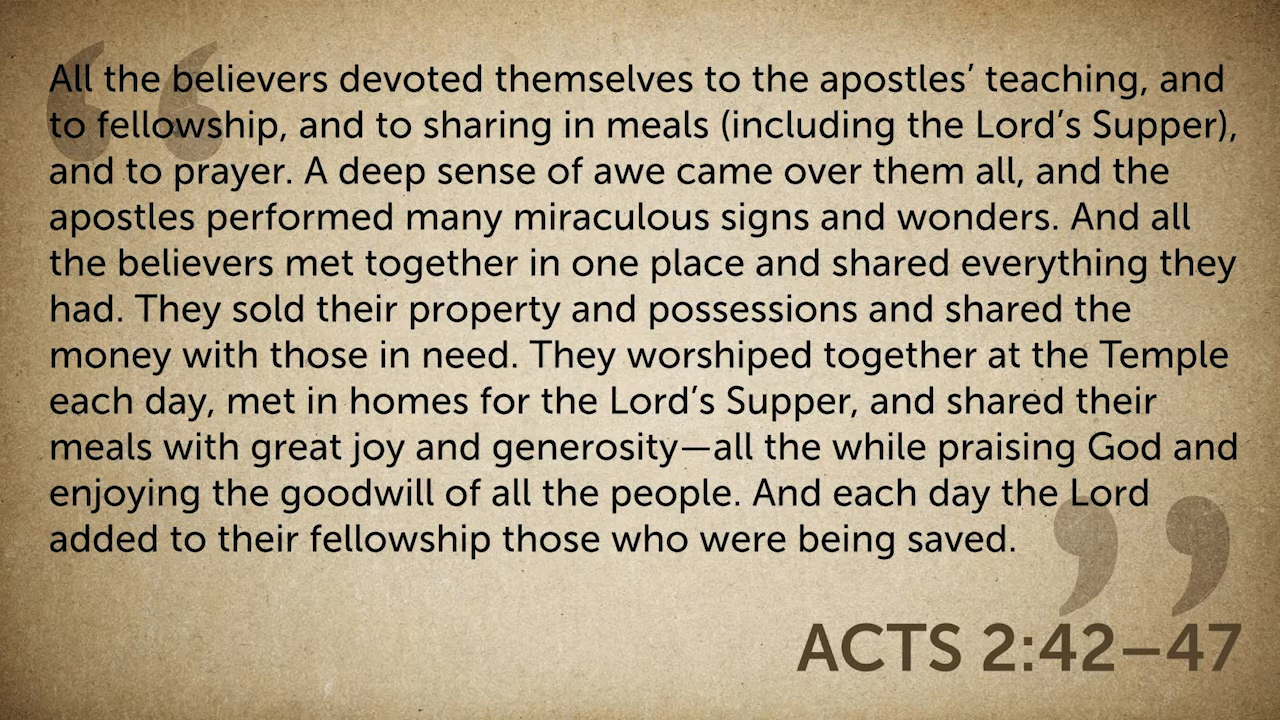 All the believers devoted themselves to the apostles’ teaching, and
to fellowship, and to sharing in meals (including the Lord’s Supper),
and to prayer. A deep sense of awe came over them all, and the
apostles performed many miraculous signs and wonders. And all
the believers met together in one place and shared everything they
had. They sold their property and possessions and shared the
money with those in need. They worshiped together at the Temple
each day, met in homes for the Lord’s Supper, and shared their
meals with great joy and generosity—all the while praising God and
enjoying the goodwill of all the people. And each day the Lord
added to their fellowship those who were being saved.
ACTS 2:42–47